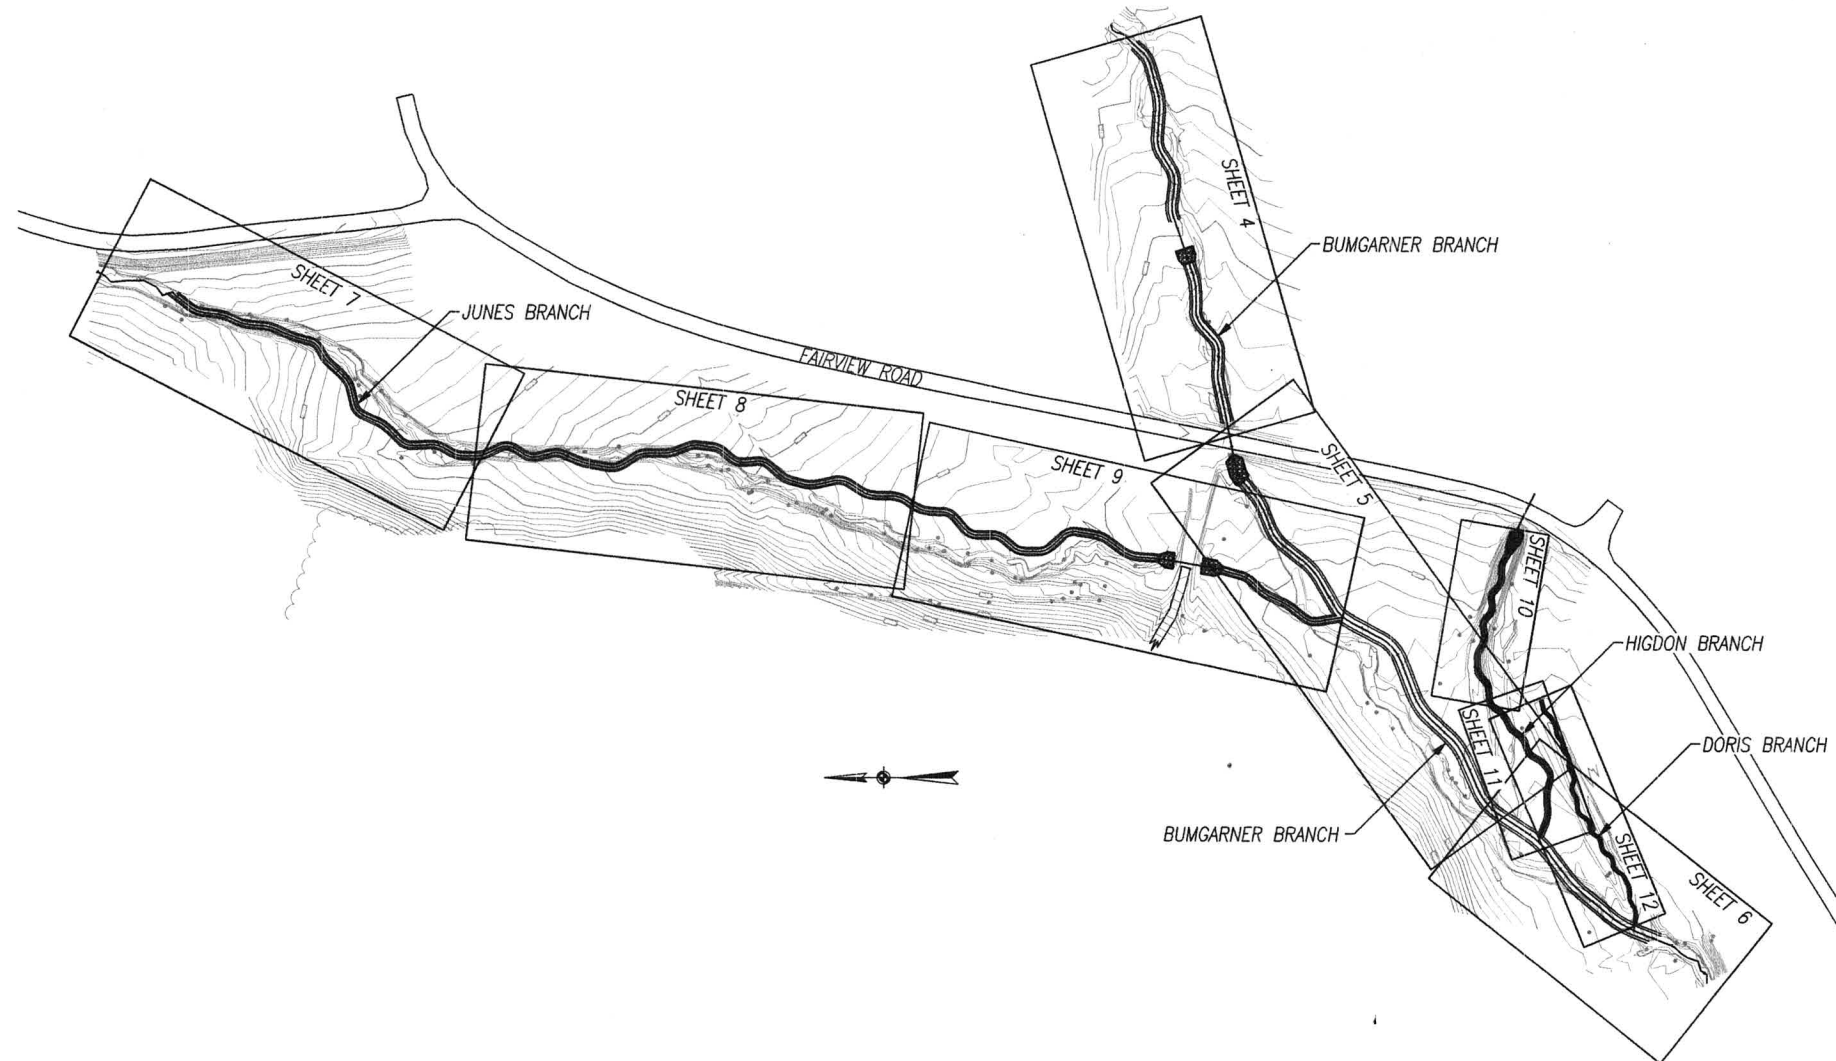 SHEET 4
BUMGARNER BRANCH
SHEET 7
JUNES BRANCH
FAIRVIEW ROAD
SHEET 8
SHEET 9
SHEET 5
SHEET 10
HIGDON BRANCH
SHEET 11
DORIS BRANCH
BUMGARNER BRANCH
SHEET 12
SHEET 6